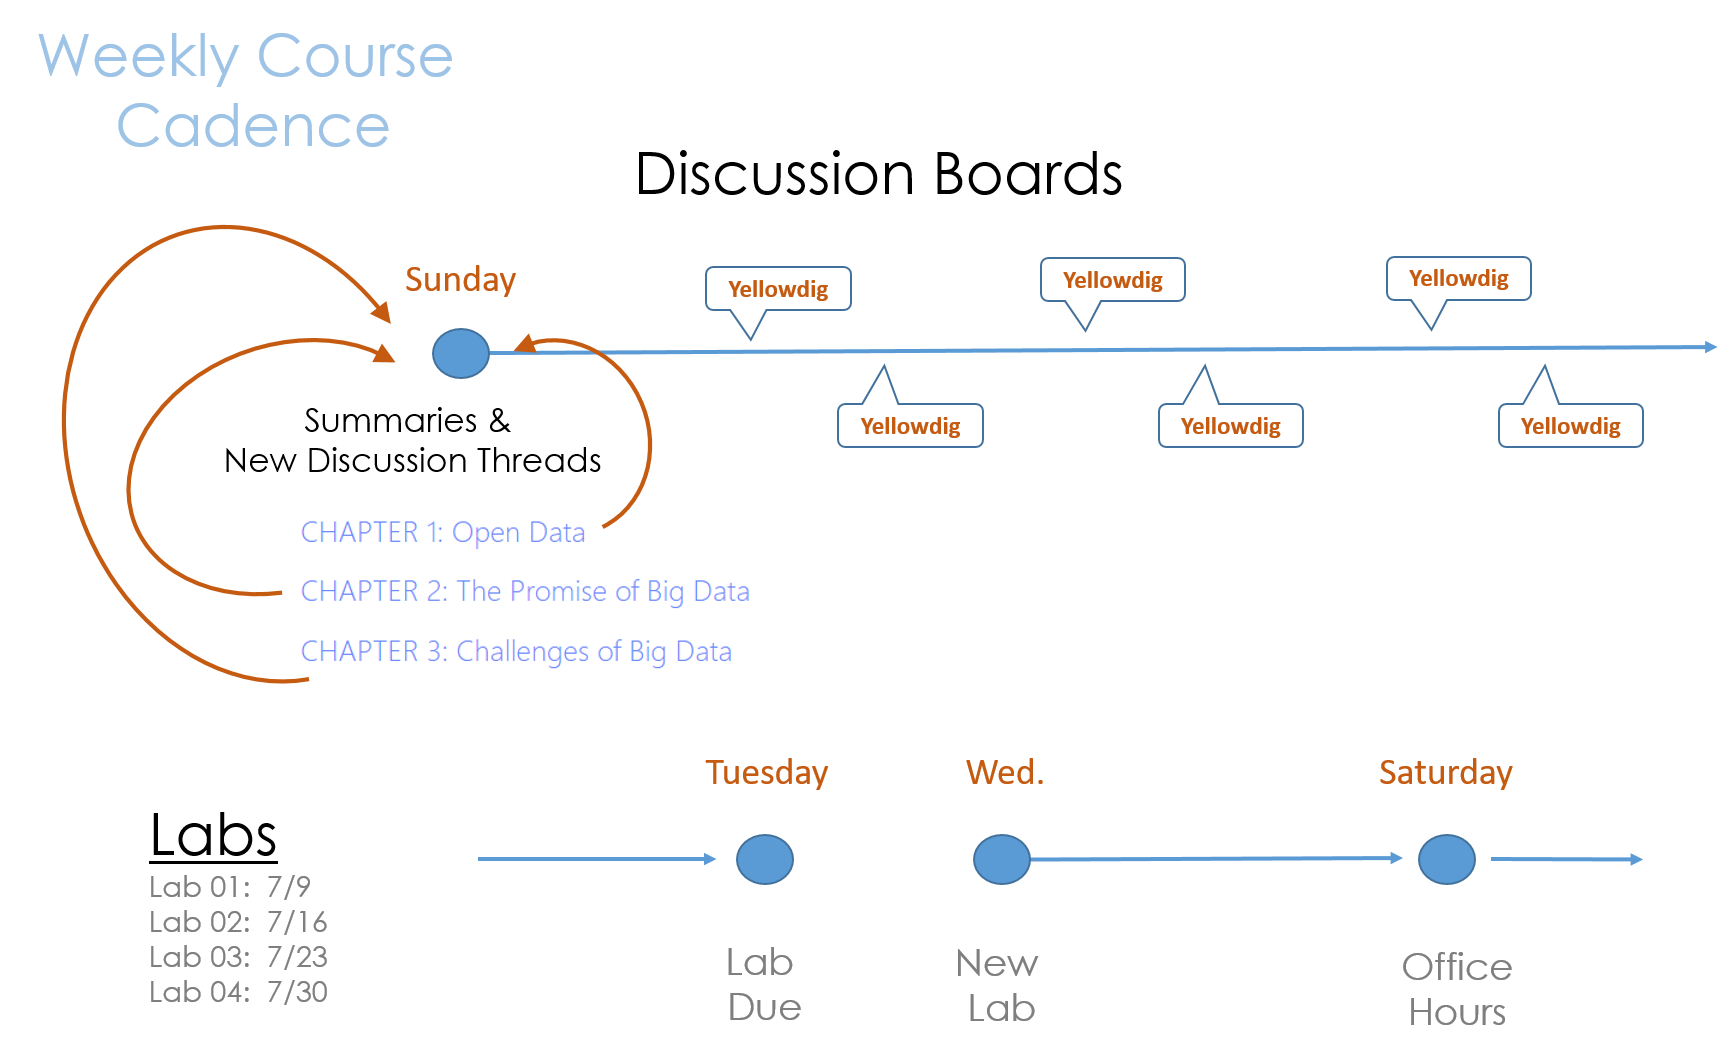 Weekly Course
Cadence
Discussion Boards
Sunday
Yellowdig
Yellowdig
Yellowdig
Yellowdig
Yellowdig
Yellowdig
Summaries &
New Discussion Threads
CHAPTER 1: Open Data
CHAPTER 2: The Promise of Big Data
CHAPTER 3: Challenges of Big Data
Tuesday
Wed.
Saturday
Labs
Lab 01: 7/9
Lab 02: 7/16
Lab 03: 7/23
Lab 04: 7/30
Lab
Due
New
Lab
Office
Hours